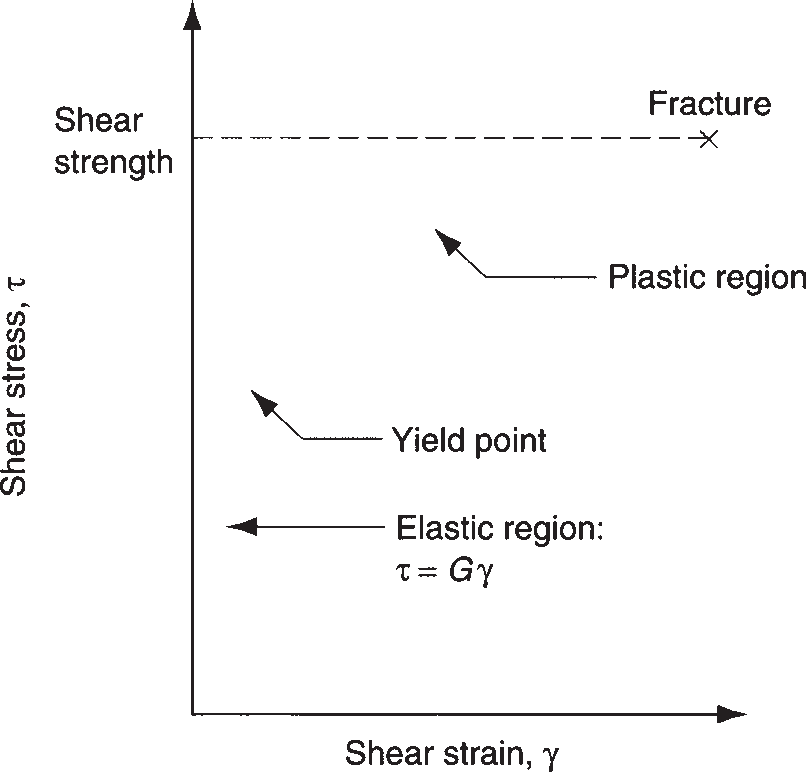 Fracture
Shear
strength
Plastic region
Shear stress, τ
Yield point
Elastic region:
τ = Gγ
Shear strain, γ